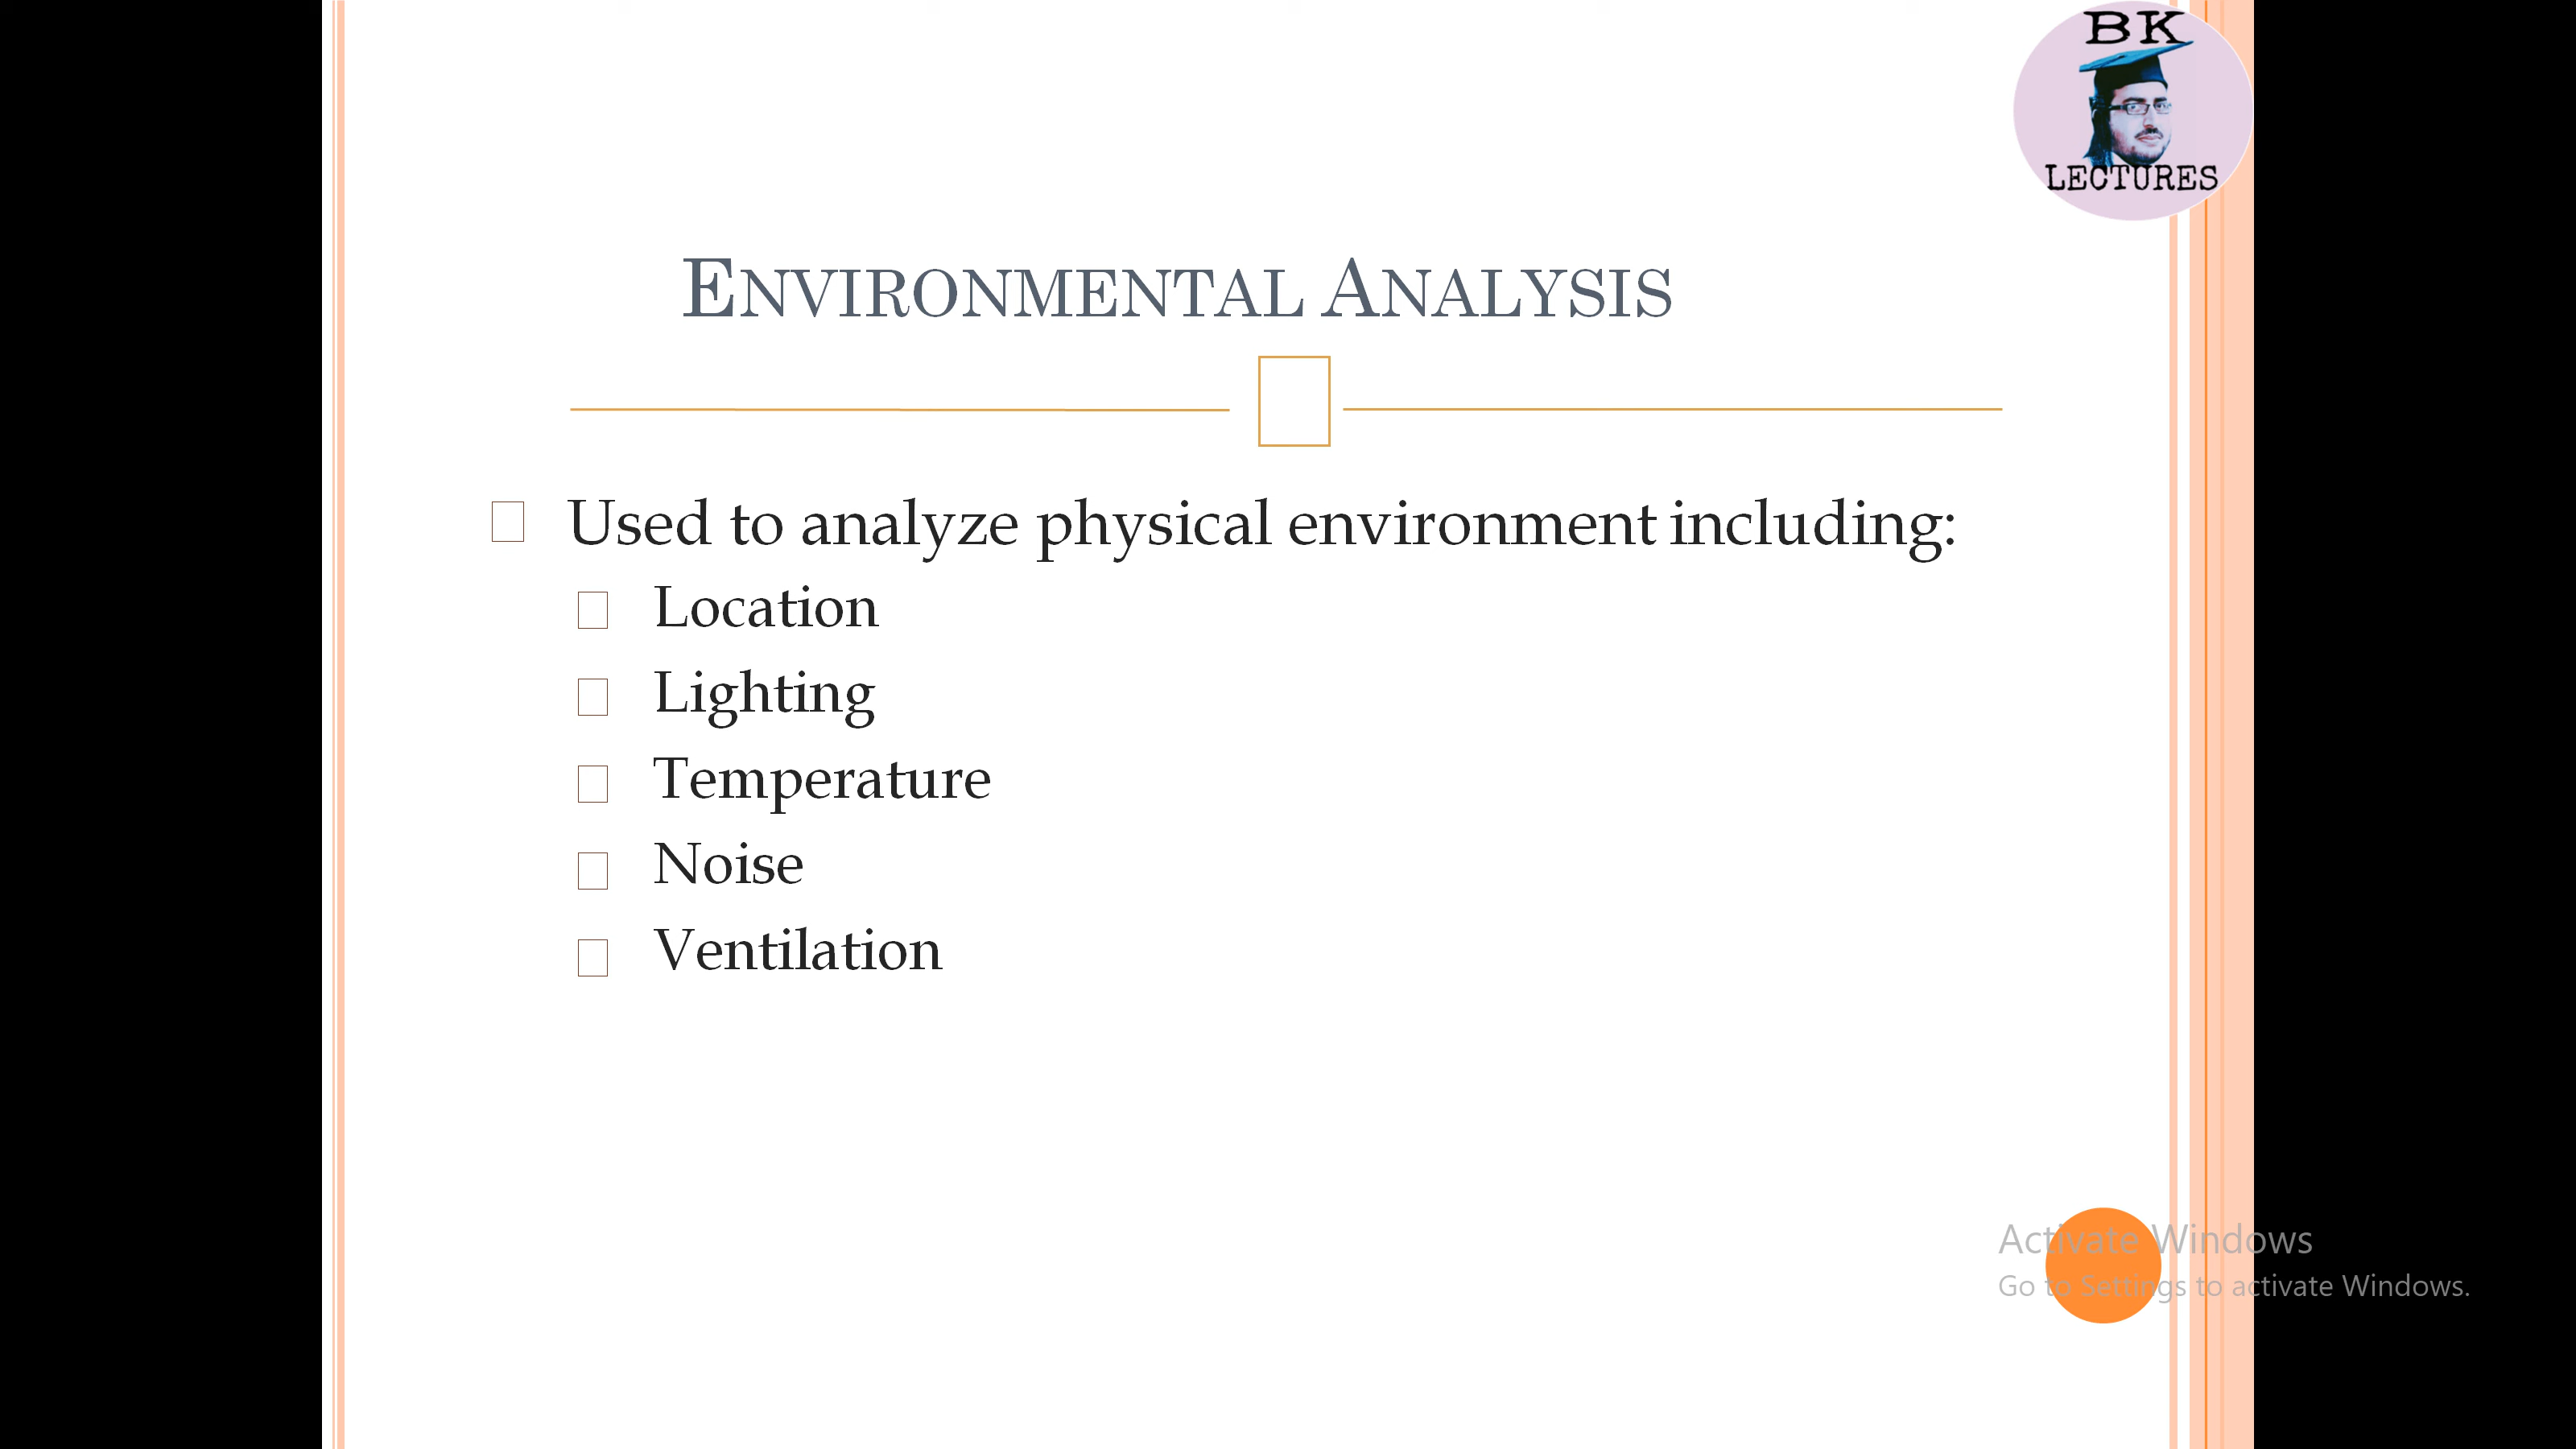 BK
LECTURES
ENVIRONMENTAL ANALYSIS
Used to analyze physical environment including:
Location
Lighting
Temperature
Noise
Ventilation
Activate Windows
Go to Settings to activate Windows.